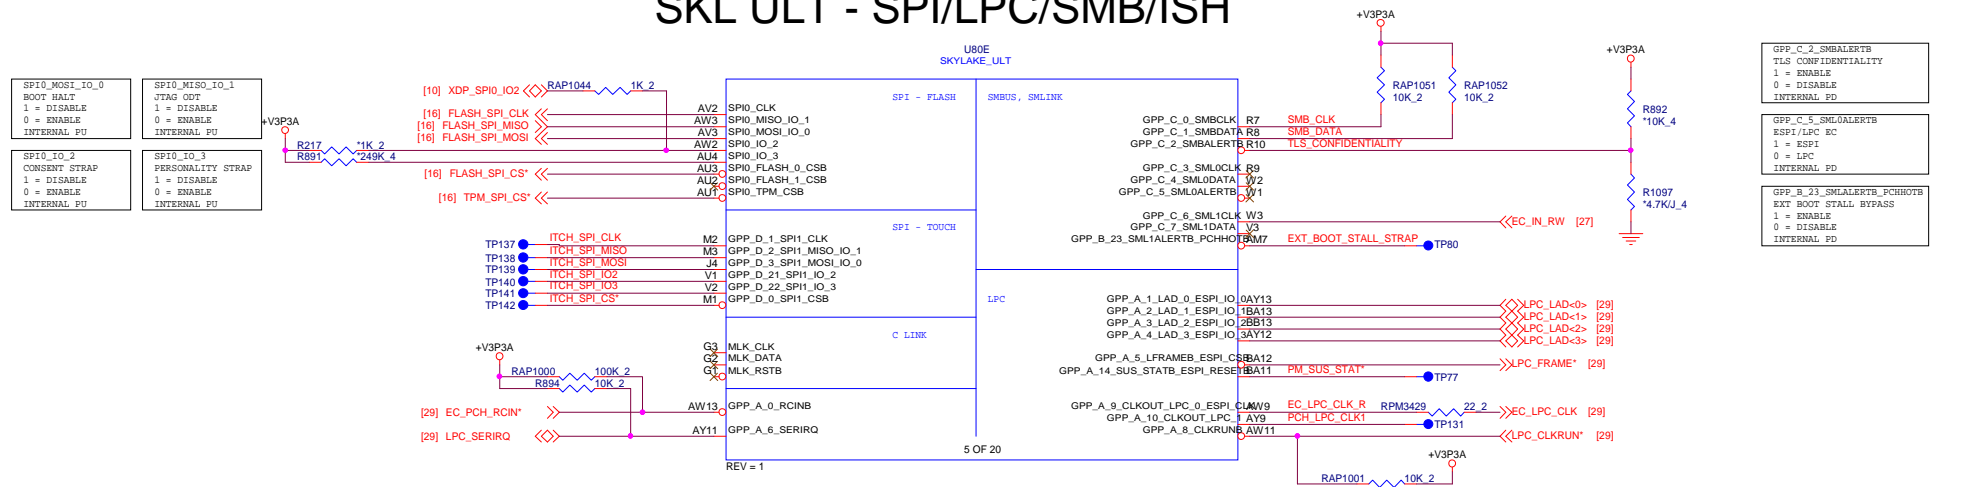 SKL ULT - SPI/LPC/SMB/ISH
SPI0_MOSI_IO_0
BOOT HALT
1 = DISABLE
0 = ENABLE
INTERNAL PU
SPI0_MISO_IO_1
JTAG ODT
1 = DISABLE
0 = ENABLE
INTERNAL PU
SPI0_IO_2
CONSENT STRAP
1 = DISABLE
0 = ENABLE
INTERNAL PU
SPI0_IO_3
PERSONALITY STRAP
1 = DISABLE
0 = ENABLE
INTERNAL PU
+V3P3A
R217 *1K_2
R891 *249K_4
[10] XDP_SPI0_IO2
RAP1044 1K_2
[16] FLASH_SPI_CLK
[16] FLASH_SPI_MISO
[16] FLASH_SPI_MOSI
[16] FLASH_SPI_CS*
[16] TPM_SPI_CS*
TP137 ITCH_SPI_CLK
TP138 ITCH_SPI_MISO
TP139 ITCH_SPI_MOSI
TP140 ITCH_SPI_IO2
TP141 ITCH_SPI_IO3
TP142 ITCH_SPI_CS*
+V3P3A
RAP1000 100K_2
R894 10K_2
[29] EC_PCH_RCIN*
[29] LPC_SERIRQ
U80E
SKYLAKE_ULT
SPI - FLASH
AV2 SPI0_CLK
AW3 SPI0_MISO_IO_1
AV3 SPI0_MOSI_IO_0
AW2 SPI0_IO_2
AU4 SPI0_IO_3
AU3 SPI0_FLASH_0_CSB
AU2 SPI0_FLASH_1_CSB
AU1 SPI0_TPM_CSB
SPI - TOUCH
M2 GPP_D_1_SPI1_CLK
M3 GPP_D_2_SPI1_MISO_IO_1
J4 GPP_D_3_SPI1_MOSI_IO_0
V1 GPP_D_21_SPI1_IO_2
V2 GPP_D_22_SPI1_IO_3
M1 GPP_D_0_SPI1_CSB
C LINK
G3 MLK_CLK
G2 MLK_DATA
G1 MLK_RSTB
AW13 GPP_A_0_RCINB
AY11 GPP_A_6_SERIRQ
REV = 1
5 OF 20
SMBUS, SMLINK
GPP_C_0_SMBCLK R7 SMB_CLK
GPP_C_1_SMBDATA R8 SMB_DATA
GPP_C_2_SMBALERTB R10 TLS_CONFIDENTIALITY
GPP_C_3_SML0CLK R9
GPP_C_4_SML0DATA W2
GPP_C_5_SML0ALERTB W1
GPP_C_6_SML1CLK W3 EC_IN_RW [27]
GPP_C_7_SML1DATA V3
GPP_B_23_SML1ALERTB_PCHHOTB AM7 EXT_BOOT_STALL_STRAP TP80
LPC
GPP_A_1_LAD_0_ESPI_IO_0 AY13 LPC_LAD<0> [29]
GPP_A_2_LAD_1_ESPI_IO_1 BA13 LPC_LAD<1> [29]
GPP_A_3_LAD_2_ESPI_IO_2 BB13 LPC_LAD<2> [29]
GPP_A_4_LAD_3_ESPI_IO_3 AY12 LPC_LAD<3> [29]
GPP_A_5_LFRAMEB_ESPI_CSB BA12 LPC_FRAME* [29]
GPP_A_14_SUS_STATB_ESPI_RESETB BA11 PM_SUS_STAT* TP77
GPP_A_9_CLKOUT_LPC_0_ESPI_CLK AW9 EC_LPC_CLK_R RPM3429 22_2 EC_LPC_CLK [29]
GPP_A_10_CLKOUT_LPC_1 AY9 PCH_LPC_CLK1 TP131
GPP_A_8_CLKRUNB AW11 LPC_CLKRUN* [29]
+V3P3A
RAP1001 10K_2
+V3P3A
RAP1051
10K_2
RAP1052
10K_2
+V3P3A
R892
*10K_4
R1097
*4.7K/J_4
GPP_C_2_SMBALERTB
TLS CONFIDENTIALITY
1 = ENABLE
0 = DISABLE
INTERNAL PD
GPP_C_5_SML0ALERTB
ESPI/LPC EC
1 = ESPI
0 = LPC
INTERNAL PD
GPP_B_23_SMLALERTB_PCHHOTB
EXT BOOT STALL BYPASS
1 = ENABLE
0 = DISABLE
INTERNAL PD